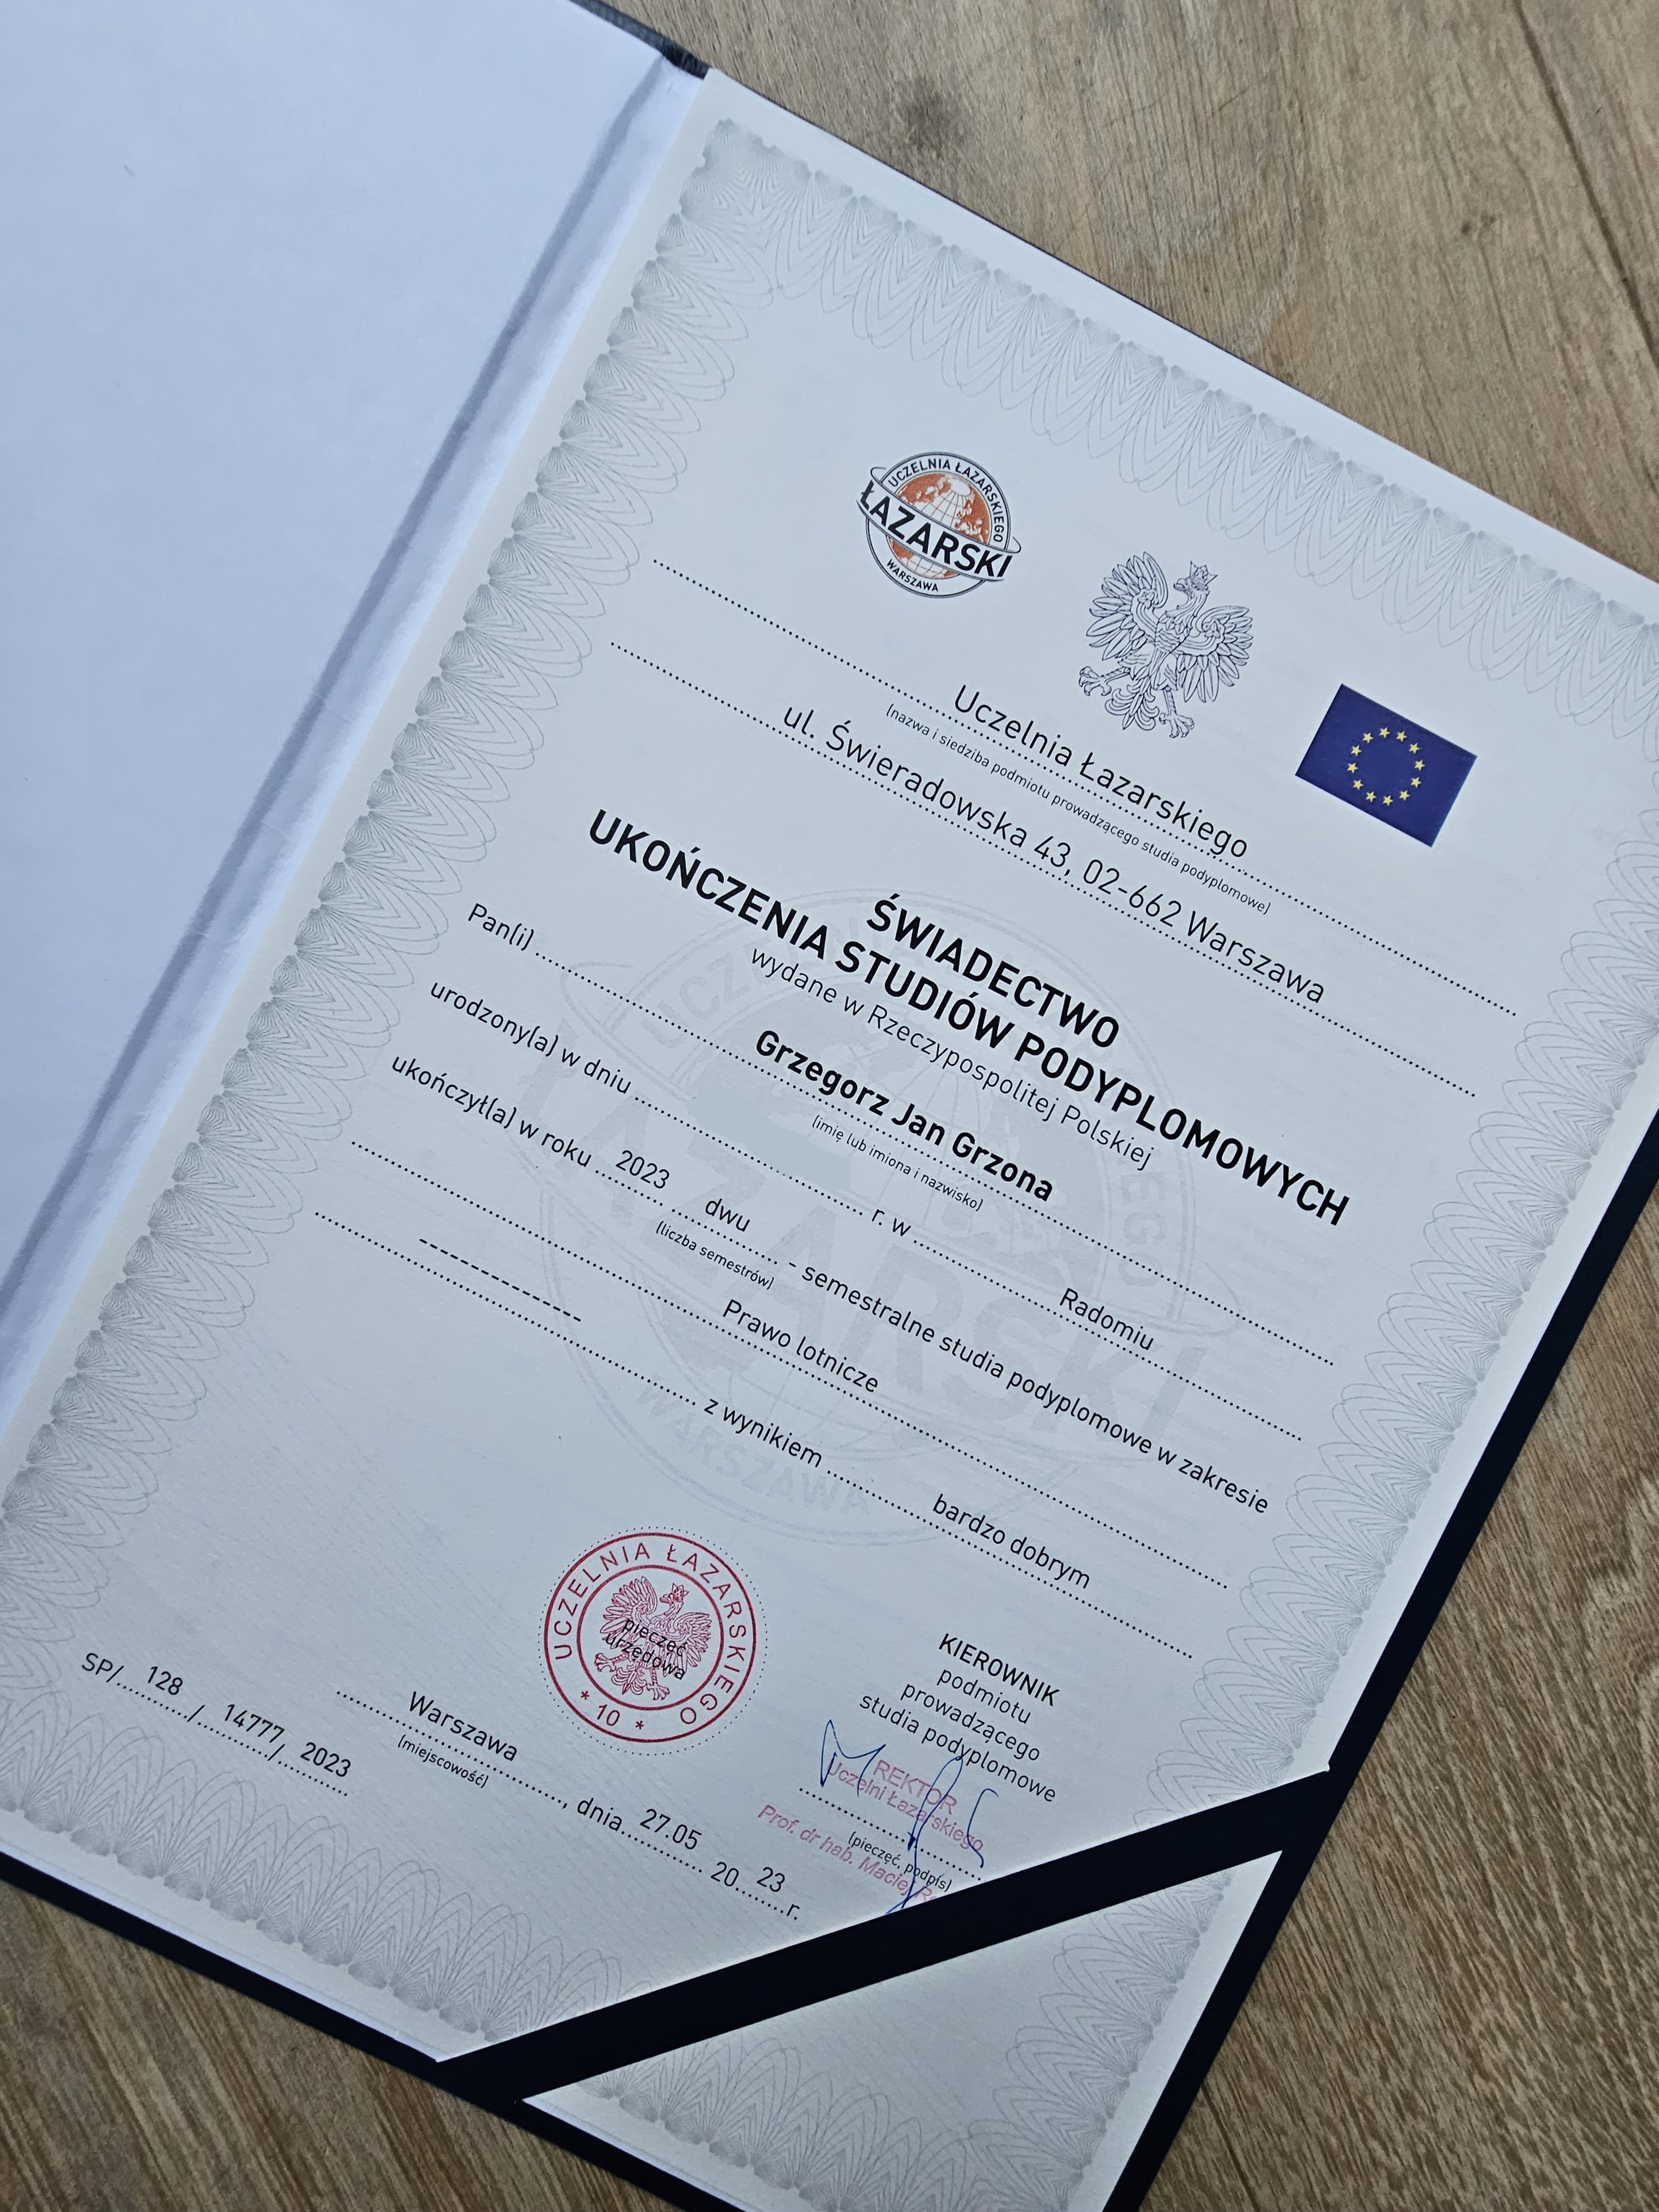 UCZELNIA ŁAZARSKIEGO
ŁAZARSKI
WARSZAWA
Uczelnia Łazarskiego
(nazwa i siedziba podmiotu prowadzącego studia podyplomowe)
ul. Świeradowska 43, 02-662 Warszawa
ŚWIADECTWO
UKOŃCZENIA STUDIÓW PODYPLOMOWYCH
wydane w Rzeczypospolitej Polskiej
Pan(i) Grzegorz Jan Grzona
(imię lub imiona i nazwisko)
urodzony(a) w dniu r. w Radomiu
ukończył(a) w roku 2023 dwu - semestralne studia podyplomowe w zakresie
(liczba semestrów)
Prawo lotnicze
---------- z wynikiem bardzo dobrym
UCZELNIA ŁAZARSKIEGO
* 10 *
pieczęć
urzędowa
KIEROWNIK
podmiotu
prowadzącego
studia podyplomowe
REKTOR
Uczelni Łazarskiego
(pieczęć, podpis)
Prof. dr hab. Maciej
Warszawa, dnia 27.05 2023 r.
(miejscowość)
SP/ 128 / 14777 / 2023